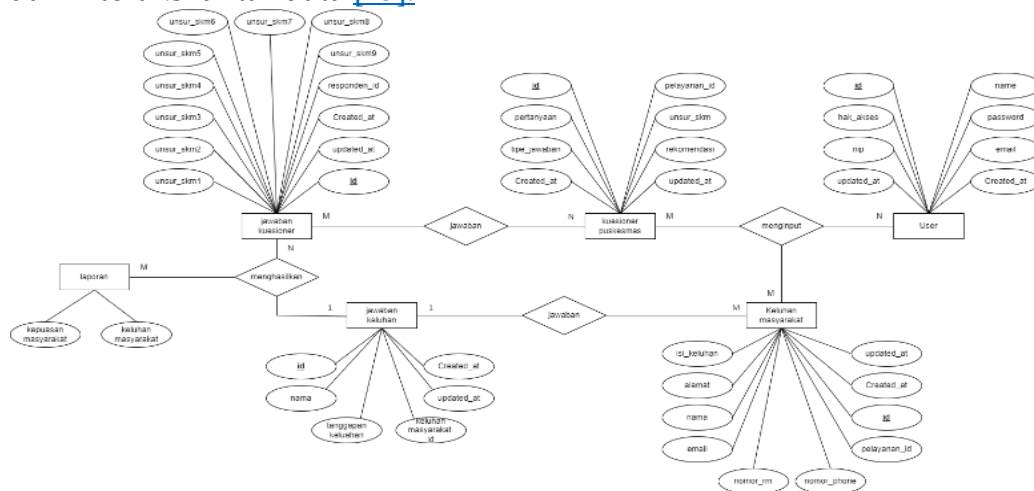 unsur_skm6
unsur_skm7
unsur_skm8
unsur_skm5
unsur_skm9
unsur_skm4
responden_id
unsur_skm3
Created_at
unsur_skm2
updated_at
unsur_skm1
id
id
pelayanan_id
pertanyaan
unsur_skm
tipe_jawaban
rekomendasi
Created_at
updated_at
id
name
hak_akses
password
nip
email
updated_at
Created_at
jawaban
kuesioner
M
jawaban
N
kuesioner
puskesmas
M
menginput
N
User
N
laporan
M
menghasilkan
1
jawaban
keluhan
1
jawaban
M
M
Keluhan
masyarakat
kepuasan
masyarakat
keluhan
masyarakat
id
Created_at
nama
updated_at
tanggapan
keluahan
keluhan
masyarakat
id
isi_keluhan
updated_at
alamat
Created_at
nama
id
email
pelayanan_id
nomor_rm
nomor_phone